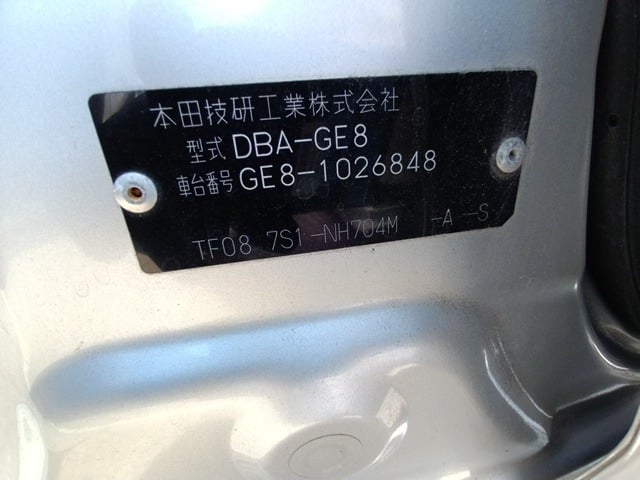 本田技研工業株式会社
型式 DBA-GE8
車台番号 GE8-1026848
TF08 7S1-NH704M -A -S